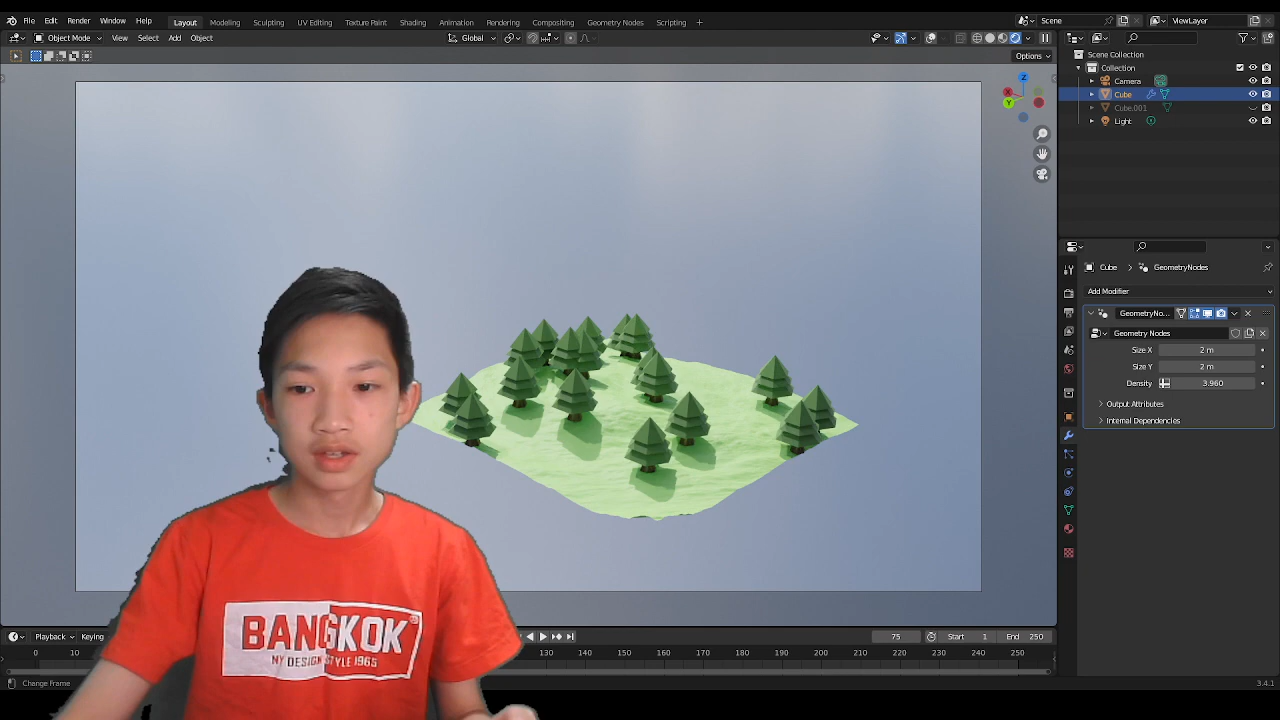 File Edit Render Window Help Layout Modeling Sculpting UV Editing Texture Paint Shading Animation Rendering Compositing Geometry Nodes Scripting + Scene ViewLayer
Object Mode View Select Add Object Global
Options
Scene Collection
Collection
Camera
Cube
Cube.001
Light
X
Y
Z
Cube > GeometryNodes
Add Modifier
GeometryNo...
Geometry Nodes
Size X 2 m
Size Y 2 m
Density 3.960
Output Attributes
Internal Dependencies
BANGKOK
NY DESIGN STYLE 1965
Playback Keying 75 Start 1 End 250
0 10 130 140 150 160 170 180 190 200 210 220 230 240 250
Change Frame 3.4.1